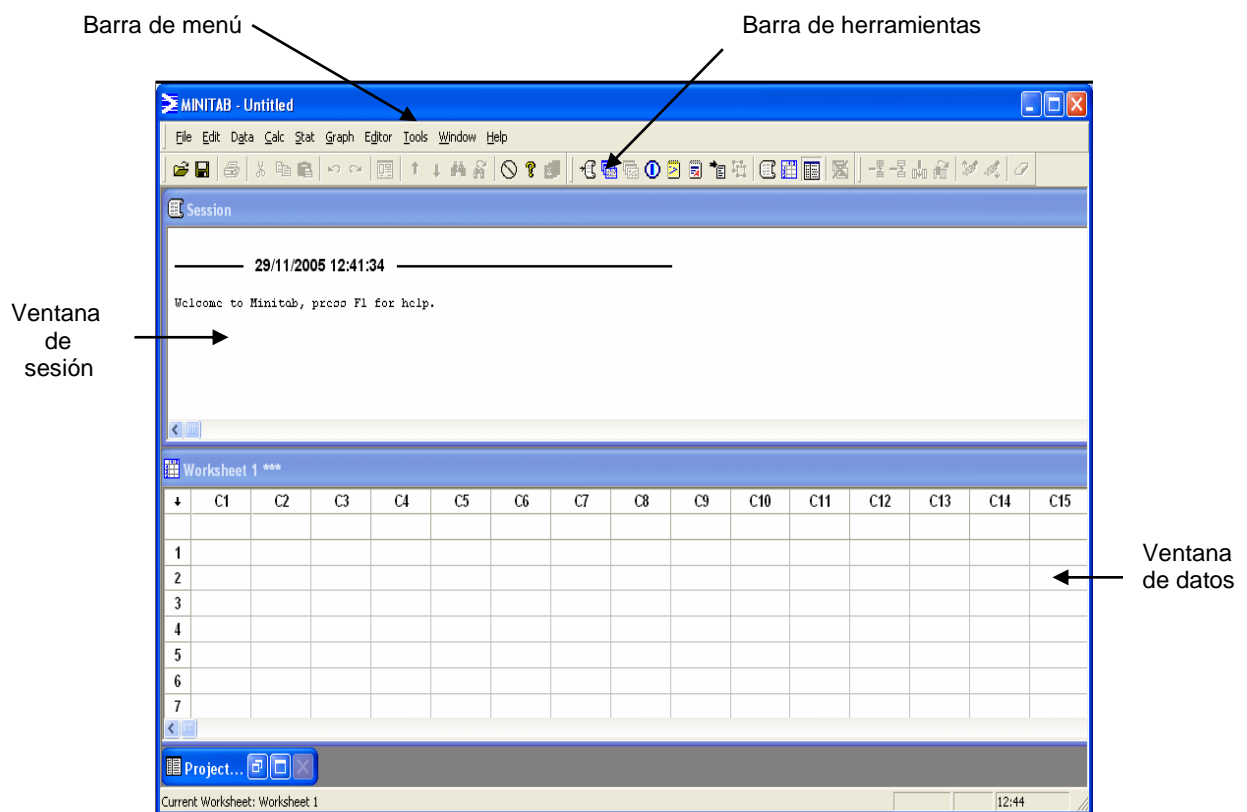 Barra de menú
Barra de herramientas
MINITAB - Untitled
File Edit Data Calc Stat Graph Editor Tools Window Help
Session
29/11/2005 12:41:34
Welcome to Minitab, press F1 for help.
Ventana
de
sesión
Worksheet 1 ***
C1 C2 C3 C4 C5 C6 C7 C8 C9 C10 C11 C12 C13 C14 C15
1
2
3
4
5
6
7
Ventana
de datos
Project...
Current Worksheet: Worksheet 1
12:44